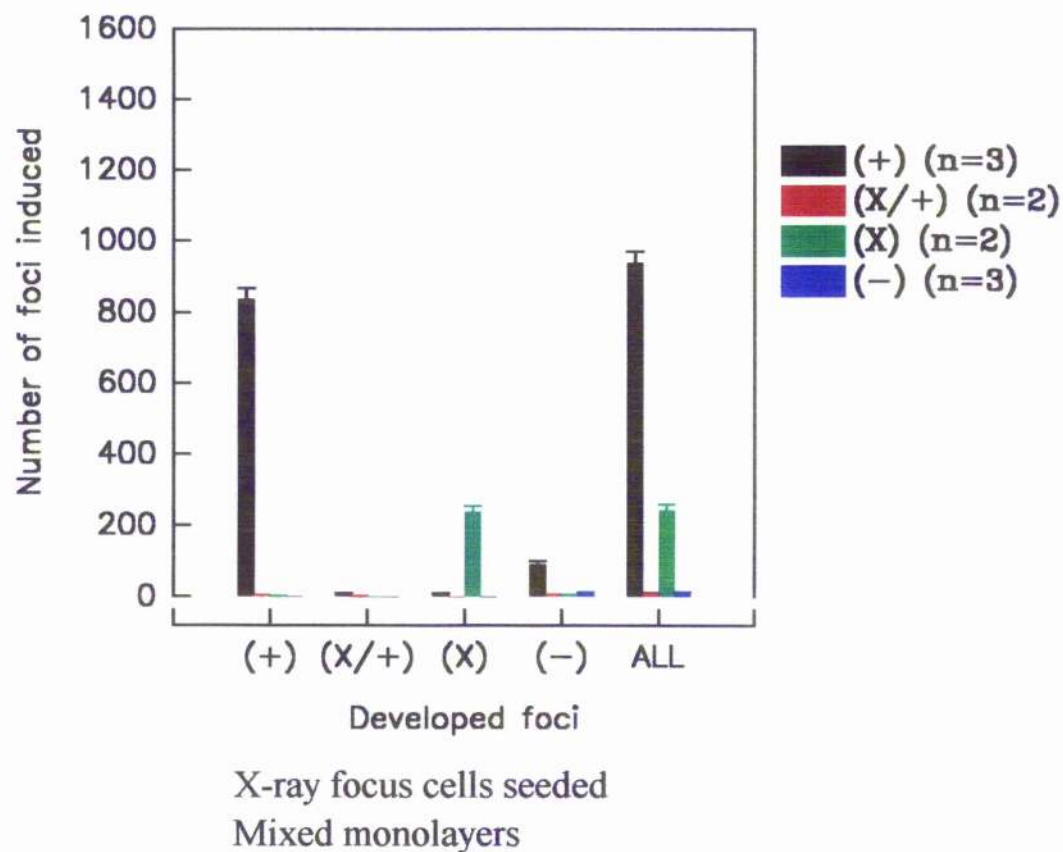 1600
1400
1200
1000
800
600
400
200
0
Number of foci induced
(+) (n=3)
(X/+) (n=2)
(X) (n=2)
(-) (n=3)
(+) (X/+) (X) (-) ALL
Developed foci
X-ray focus cells seeded
Mixed monolayers